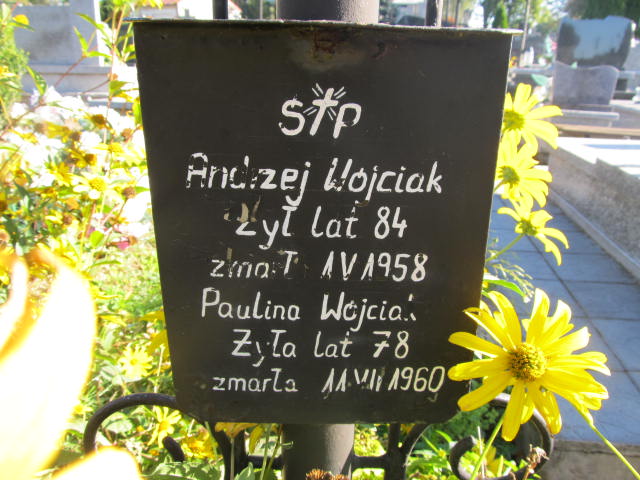 S†P
Andrzej Wojciak
Żył lat 84
zmarł 1 V 1958
Paulina Wojciak
Żyła lat 78
zmarła 11 VII 1960